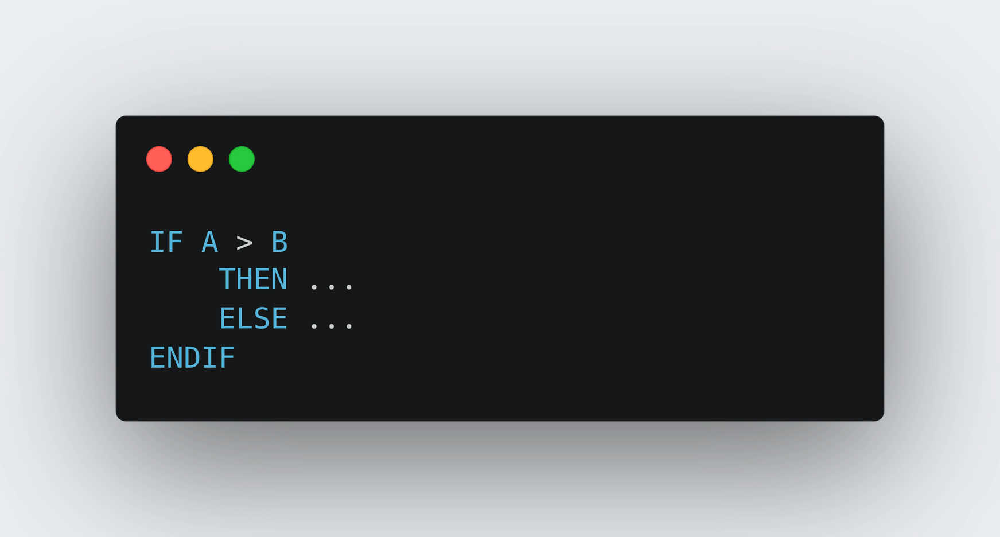 IF A > B
    THEN ...
    ELSE ...
ENDIF